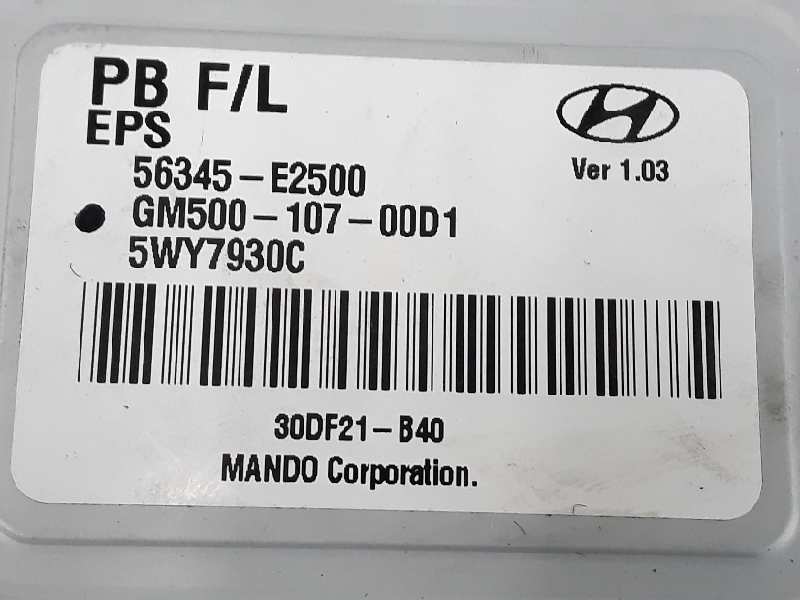 PB F/L
EPS
Ver 1.03
56345-E2500
GM500-107-00D1
5WY7930C
30DF21-B40
MANDO Corporation.